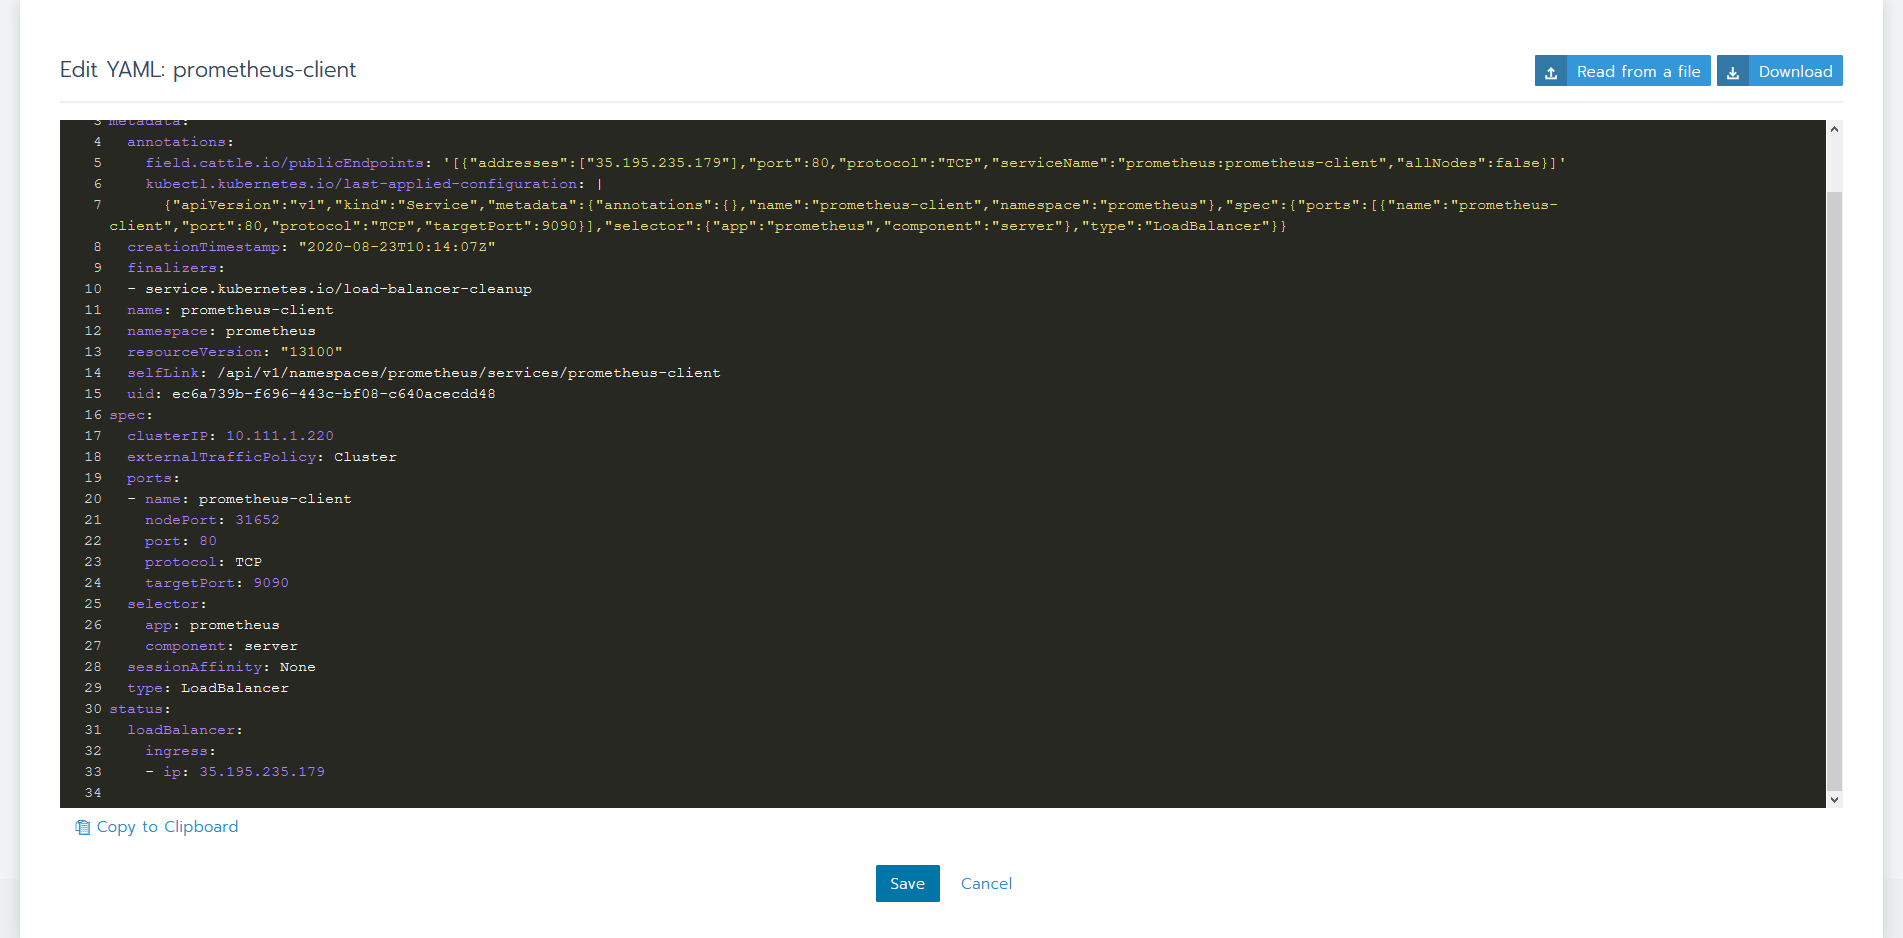 Edit YAML: prometheus-client
Read from a file
Download
3 metadata:
4 annotations:
5 field.cattle.io/publicEndpoints: '[{"addresses":["35.195.235.179"],"port":80,"protocol":"TCP","serviceName":"prometheus:prometheus-client","allNodes":false}]'
6 kubectl.kubernetes.io/last-applied-configuration: |
7 {"apiVersion":"v1","kind":"Service","metadata":{"annotations":{},"name":"prometheus-client","namespace":"prometheus"},"spec":{"ports":[{"name":"prometheus-
client","port":80,"protocol":"TCP","targetPort":9090}],"selector":{"app":"prometheus","component":"server"},"type":"LoadBalancer"}}
8 creationTimestamp: "2020-08-23T10:14:07Z"
9 finalizers:
10 - service.kubernetes.io/load-balancer-cleanup
11 name: prometheus-client
12 namespace: prometheus
13 resourceVersion: "13100"
14 selfLink: /api/v1/namespaces/prometheus/services/prometheus-client
15 uid: ec6a739b-f696-443c-bf08-c640acecdd48
16 spec:
17 clusterIP: 10.111.1.220
18 externalTrafficPolicy: Cluster
19 ports:
20 - name: prometheus-client
21 nodePort: 31652
22 port: 80
23 protocol: TCP
24 targetPort: 9090
25 selector:
26 app: prometheus
27 component: server
28 sessionAffinity: None
29 type: LoadBalancer
30 status:
31 loadBalancer:
32 ingress:
33 - ip: 35.195.235.179
34
Copy to Clipboard
Save
Cancel